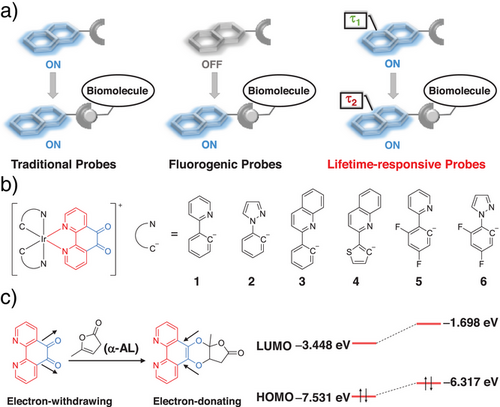 a)
τ1
ON OFF ON
τ2
Biomolecule Biomolecule Biomolecule
ON ON ON
Traditional Probes Fluorogenic Probes Lifetime-responsive Probes
b)
N C N C Ir N N O O + N C− =
N C− N N C− N C− N S C− N F F C− N N F F C−
1 2 3 4 5 6
c)
N N O O
O O (α-AL)
N N O O O O
Electron-withdrawing Electron-donating
LUMO −3.448 eV −1.698 eV
HOMO −7.531 eV −6.317 eV